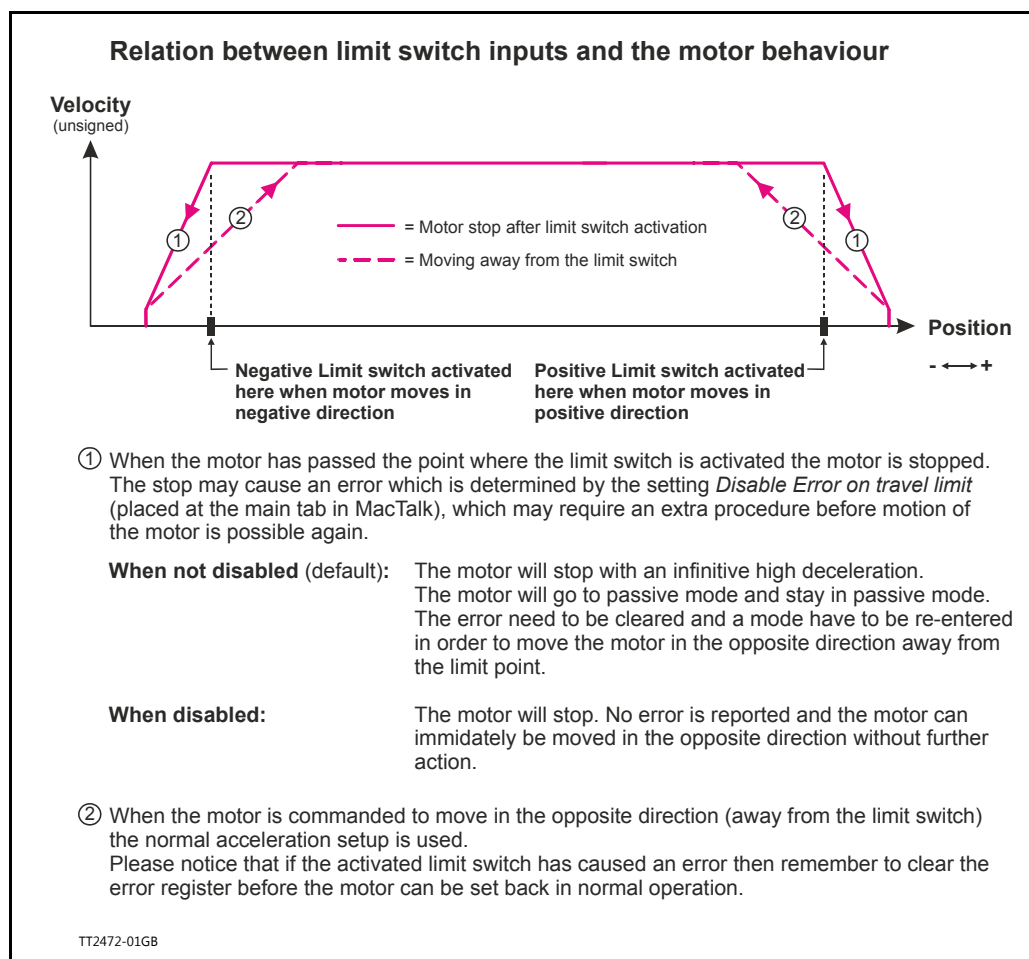 Relation between limit switch inputs and the motor behaviour
Velocity
(unsigned)
① ② = Motor stop after limit switch activation ② ①
= Moving away from the limit switch
Position
- +
Negative Limit switch activated
here when motor moves in
negative direction
Positive Limit switch activated
here when motor moves in
positive direction
① When the motor has passed the point where the limit switch is activated the motor is stopped.
The stop may cause an error which is determined by the setting Disable Error on travel limit
(placed at the main tab in MacTalk), which may require an extra procedure before motion of
the motor is possible again.
When not disabled (default): The motor will stop with an infinitive high deceleration.
The motor will go to passive mode and stay in passive mode.
The error need to be cleared and a mode have to be re-entered
in order to move the motor in the opposite direction away from
the limit point.
When disabled: The motor will stop. No error is reported and the motor can
immidately be moved in the opposite direction without further
action.
② When the motor is commanded to move in the opposite direction (away from the limit switch)
the normal acceleration setup is used.
Please notice that if the activated limit switch has caused an error then remember to clear the
error register before the motor can be set back in normal operation.
TT2472-01GB